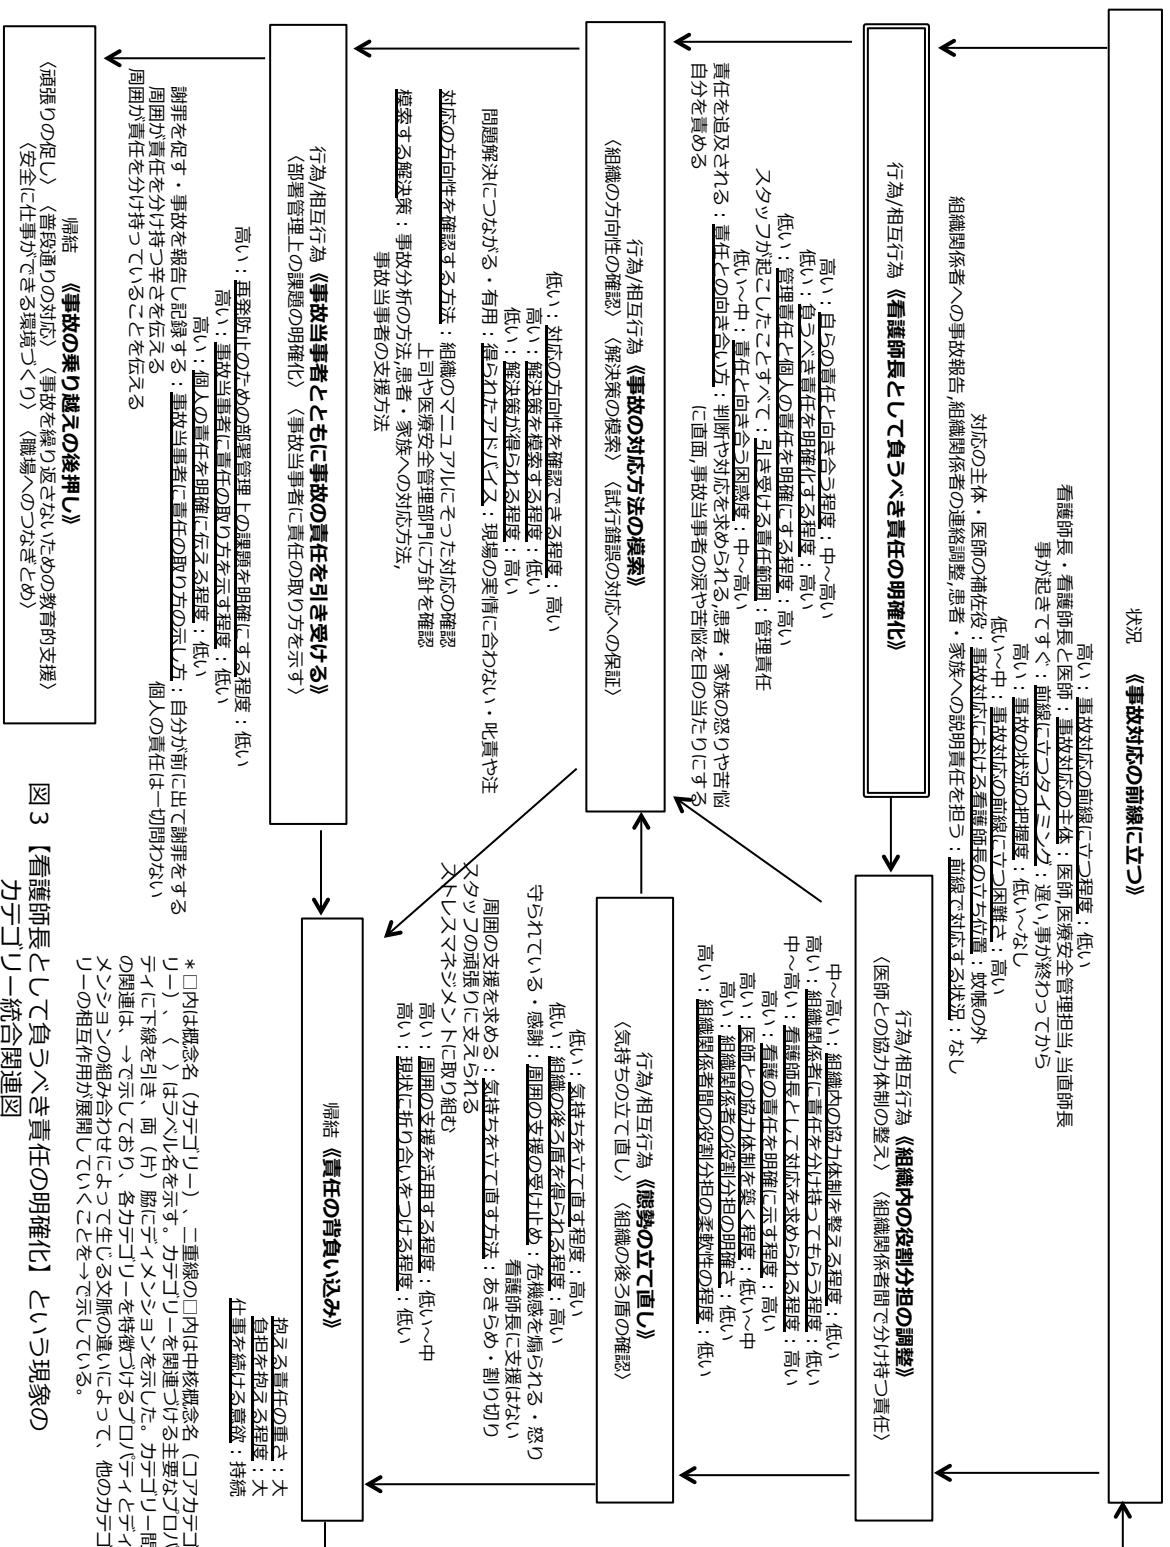 状況　《事故対応の前線に立つ》
高い：事故対応の前線に立つ程度：低い
看護師長・看護師長と医師：事故対応の主体：医師,医療安全管理担当,当直師長
事が起きてすぐ：前線に立つタイミング：遅い,事が終わってから
高い：事故の状況の把握度：低い～なし
低い～中：事故対応の前線に立つ困難さ：高い
対応の主体・医師の補佐役：事故対応における看護師長の立ち位置：蚊帳の外
組織関係者への事故報告,組織関係者の連絡調整,患者・家族への説明責任を担う：前線で対応する状況：なし
行為/相互行為《看護師長として負うべき責任の明確化》
高い：自らの責任と向き合う程度：中～高い
低い：負うべき責任を明確化する程度：高い
低い：管理責任と個人の責任を明確にする程度：高い
スタッフが起こしたことすべて：引き受ける責任範囲：管理責任
低い～中：責任と向き合う困惑度：中～高い
責任を追及される：責任との向き合い方：判断や対応を求められる,患者・家族の怒りや苦悩
自分を責める　に直面,事故当事者の涙や苦悩を目の当たりにする
行為/相互行為《組織内の役割分担の調整》
〈医師との協力体制の整え〉〈組織関係者間で分け持つ責任〉
中～高い：組織内の協力体制を整える程度：低い
高い：組織関係者に責任を分け持ってもらう程度：低い
中～高い：看護師長として対応を求められる程度：高い
高い：看護の責任を明確に示す程度：高い
高い：医師との協力体制を築く程度：低い～中
高い：組織関係者の役割分担の明確さ：低い
高い：組織関係者間の役割分担の柔軟性の程度：低い
行為/相互行為《事故の対応方法の模索》
〈組織の方向性の確認〉〈解決策の模索〉〈試行錯誤の対応への保証〉
低い：対応の方向性を確認できる程度：高い
高い：解決策を模索する程度：低い
低い：解決策が得られる程度：高い
問題解決につながる・有用：得られたアドバイス：現場の実情に合わない・叱責や注
対応の方向性を確認する方法：組織のマニュアルにそった対応の確認
上司や医療安全管理部門に方針を確認
模索する解決策：事故分析の方法,患者・家族への対応方法,
事故当事者の支援方法
行為/相互行為《態勢の立て直し》
〈気持ちの立て直し〉〈組織の後ろ盾の確認〉
低い：気持ちを立て直す程度：高い
低い：組織の後ろ盾を得られる程度：高い
守られている・感謝：周囲の支援の受け止め：危機感を煽られる・怒り
看護師長に支援はない
周囲の支援を求める：気持ちを立て直す方法：あきらめ・割り切り
スタッフの頑張りに支えられる
ストレスマネジメントに取り組む
高い：周囲の支援を活用する程度：低い～中
高い：現状に折り合いをつける程度：低い
行為/相互行為《事故当事者とともに事故の責任を引き受ける》
〈部署管理上の課題の明確化〉〈事故当事者に責任の取り方を示す〉
高い：再発防止のための部署管理上の課題を明確にする程度：低い
高い：事故当事者に責任の取り方を示す程度：低い
高い：個人の責任を明確に伝える程度：低い
謝罪を促す・事故を報告し記録する：事故当事者に責任の取り方の示し方：自分が前に出て謝罪をする
周囲が責任を分け持つ辛さを伝える　個人の責任は一切問わない
周囲が責任を分け持っていることを伝える
帰結《責任の背負い込み》
抱える責任の重さ：大
負担を抱える程度：大
仕事を続ける意欲：持続
帰結　《事故の乗り越えの後押し》
〈頑張りの促し〉〈普段通りの対応〉〈事故を繰り返さないための教育的支援〉
〈安全に仕事ができる環境づくり〉〈職場へのつなぎとめ〉
＊□内は概念名（カテゴリー）、二重線の□内は中核概念名（コアカテゴ
リー）、〈　〉はラベル名を示す。カテゴリーを関連づける主要なプロパ
ティに下線を引き，両（片）脇にディメンションを示した。カテゴリー間
の関連は、→で示しており、各カテゴリーを特徴づけるプロパティとディ
メンションの組み合わせによって生じる文脈の違いによって、他のカテゴ
リーの相互作用が展開していくことを→で示している。
図３【看護師長として負うべき責任の明確化】という現象の
カテゴリー統合関連図